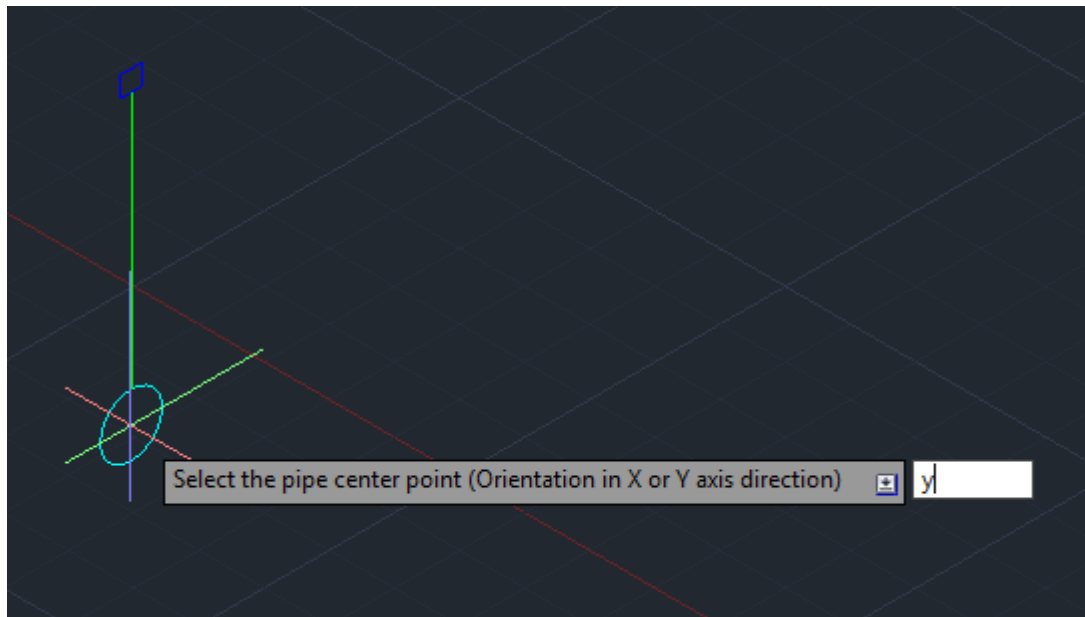 Select the pipe center point (Orientation in X or Y axis direction) y